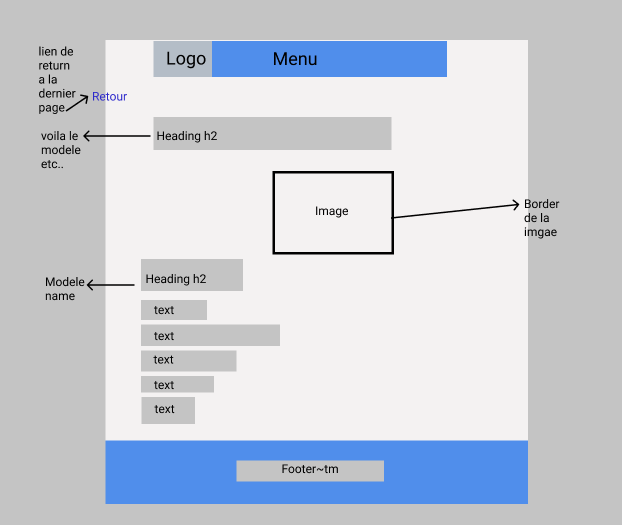 lien de
return
a la
dernier
page
Retour
Logo
Menu
voila le
modele
etc..
Heading h2
Image
Border
de la
imgae
Modele
name
Heading h2
text
text
text
text
text
Footer~tm